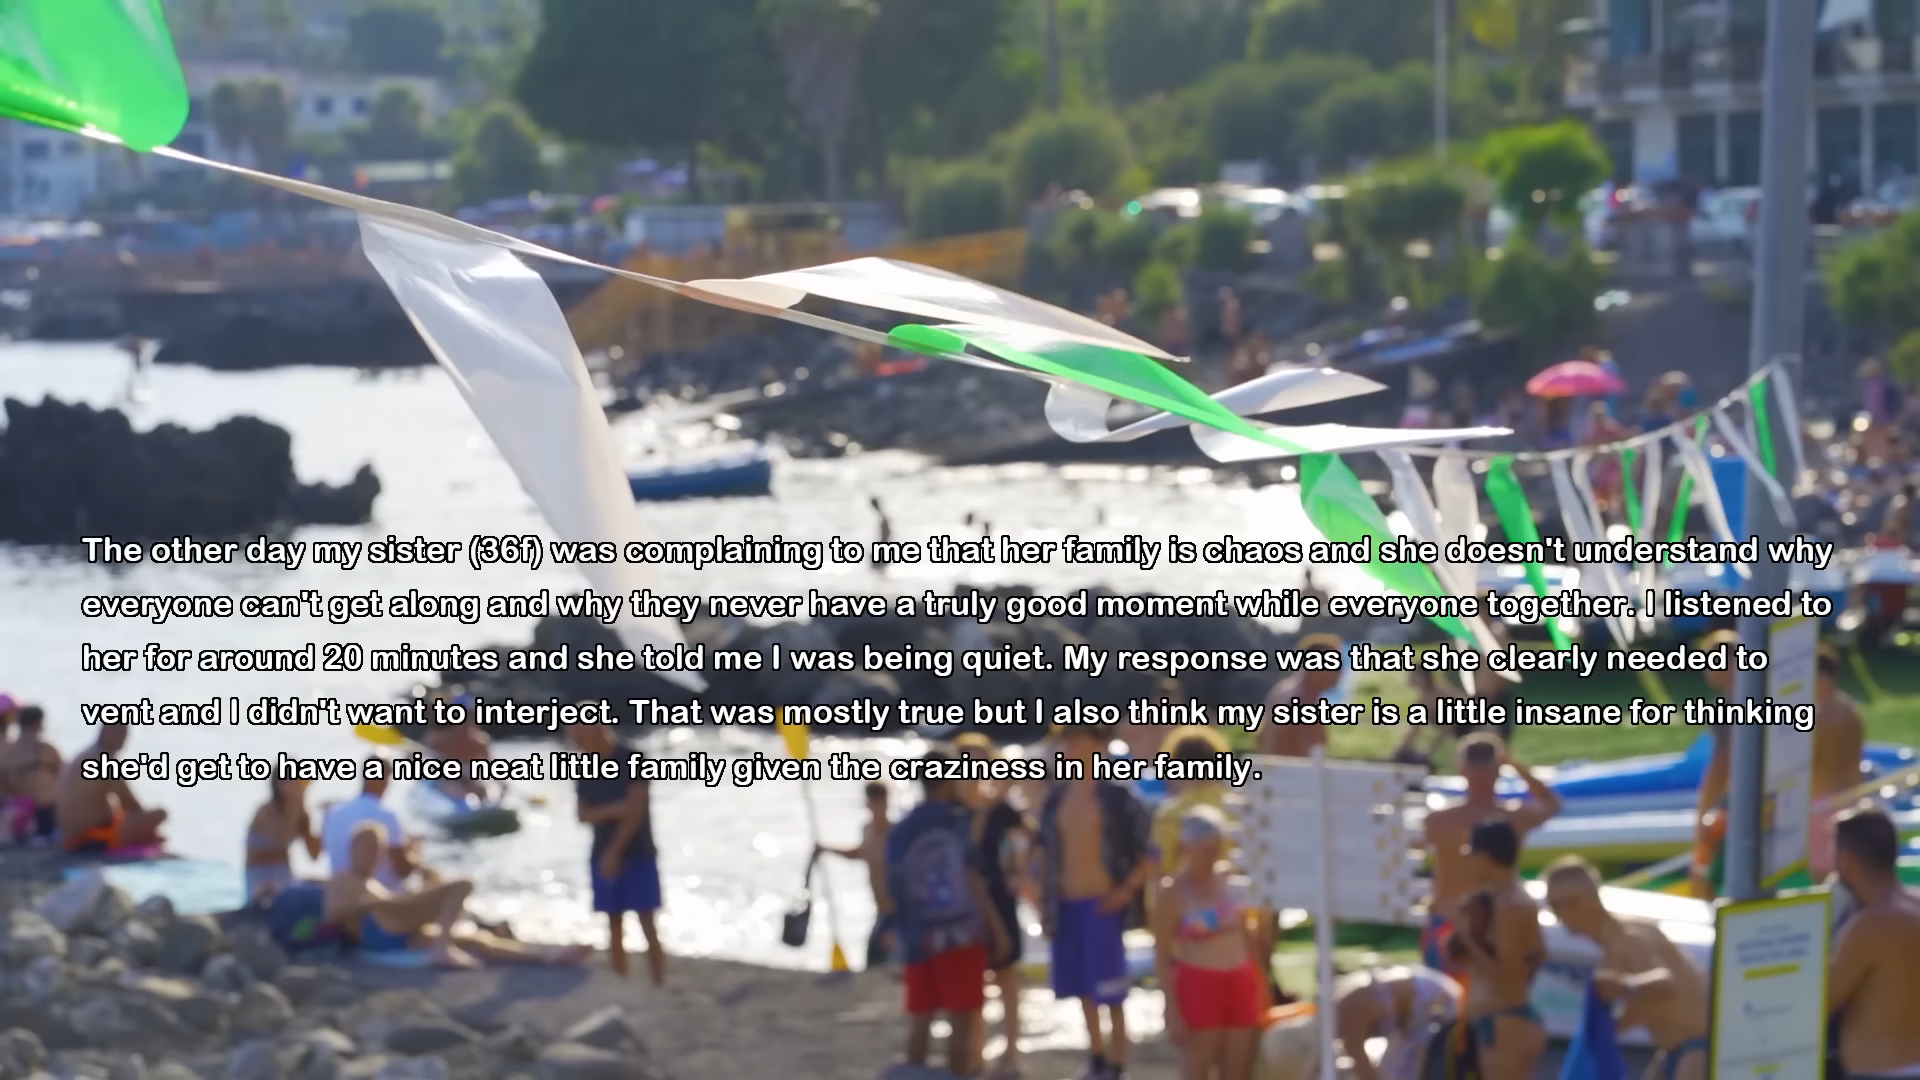 The other day my sister (36f) was complaining to me that her family is chaos and she doesn't understand why
everyone can't get along and why they never have a truly good moment while everyone together. I listened to
her for around 20 minutes and she told me I was being quiet. My response was that she clearly needed to
vent and I didn't want to interject. That was mostly true but I also think my sister is a little insane for thinking
she'd get to have a nice neat little family given the craziness in her family.